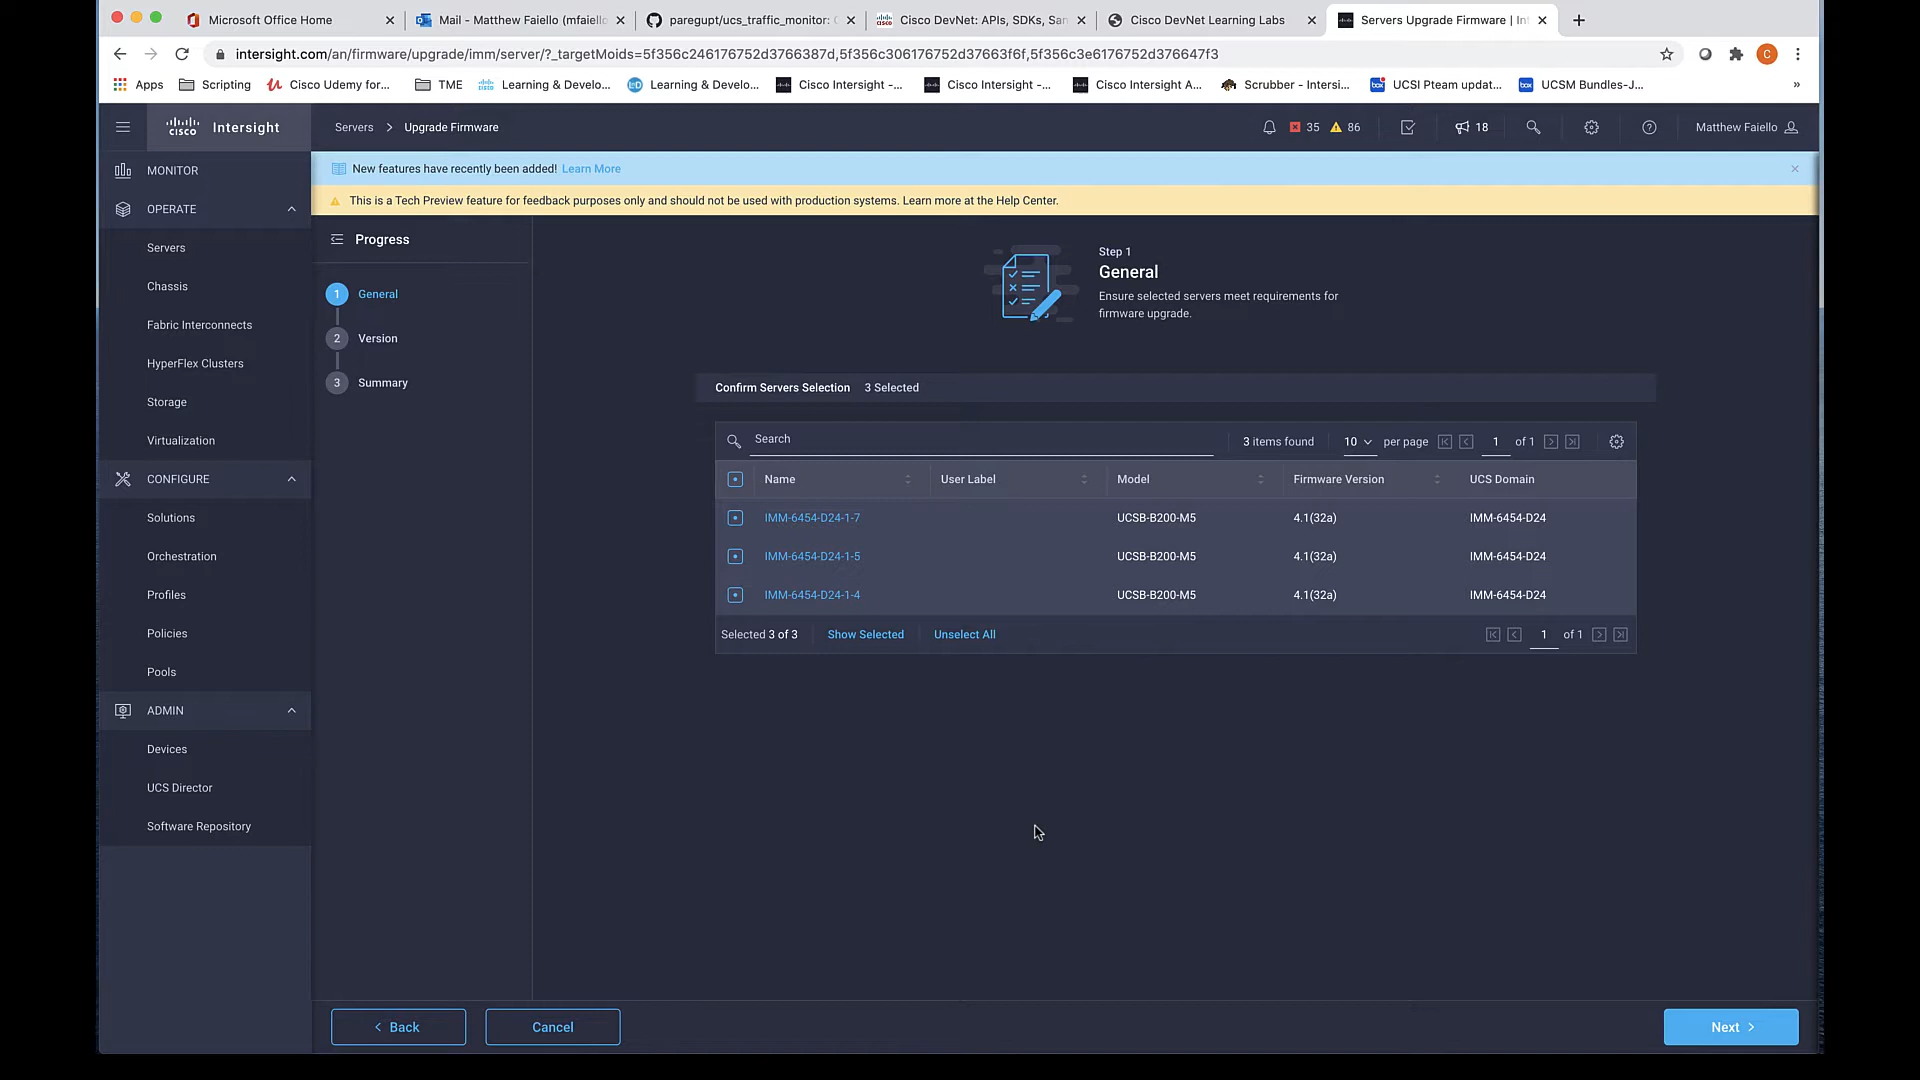 Microsoft Office Home
Mail - Matthew Faiello (mfaiello
paregupt/ucs_traffic_monitor: C
Cisco DevNet: APIs, SDKs, San
Cisco DevNet Learning Labs
Servers Upgrade Firmware | Int
intersight.com/an/firmware/upgrade/imm/server/?_targetMoids=5f356c246176752d3766387d,5f356c306176752d37663f6f,5f356c3e6176752d376647f3
C
Apps
Scripting
Cisco Udemy for...
TME
Learning & Develo...
Learning & Develo...
Cisco Intersight -...
Cisco Intersight -...
Cisco Intersight A...
Scrubber - Intersi...
UCSI Pteam updat...
UCSM Bundles-J...
»
CISCO Intersight
Servers > Upgrade Firmware
35
86
18
Matthew Faiello
MONITOR
OPERATE
Servers
Chassis
Fabric Interconnects
HyperFlex Clusters
Storage
Virtualization
CONFIGURE
Solutions
Orchestration
Profiles
Policies
Pools
ADMIN
Devices
UCS Director
Software Repository
New features have recently been added! Learn More
This is a Tech Preview feature for feedback purposes only and should not be used with production systems. Learn more at the Help Center.
Progress
1 General
2 Version
3 Summary
Step 1
General
Ensure selected servers meet requirements for
firmware upgrade.
Confirm Servers Selection 3 Selected
Search 3 items found 10 per page 1 of 1
Name User Label Model Firmware Version UCS Domain
IMM-6454-D24-1-7 UCSB-B200-M5 4.1(32a) IMM-6454-D24
IMM-6454-D24-1-5 UCSB-B200-M5 4.1(32a) IMM-6454-D24
IMM-6454-D24-1-4 UCSB-B200-M5 4.1(32a) IMM-6454-D24
Selected 3 of 3 Show Selected Unselect All 1 of 1
< Back
Cancel
Next >